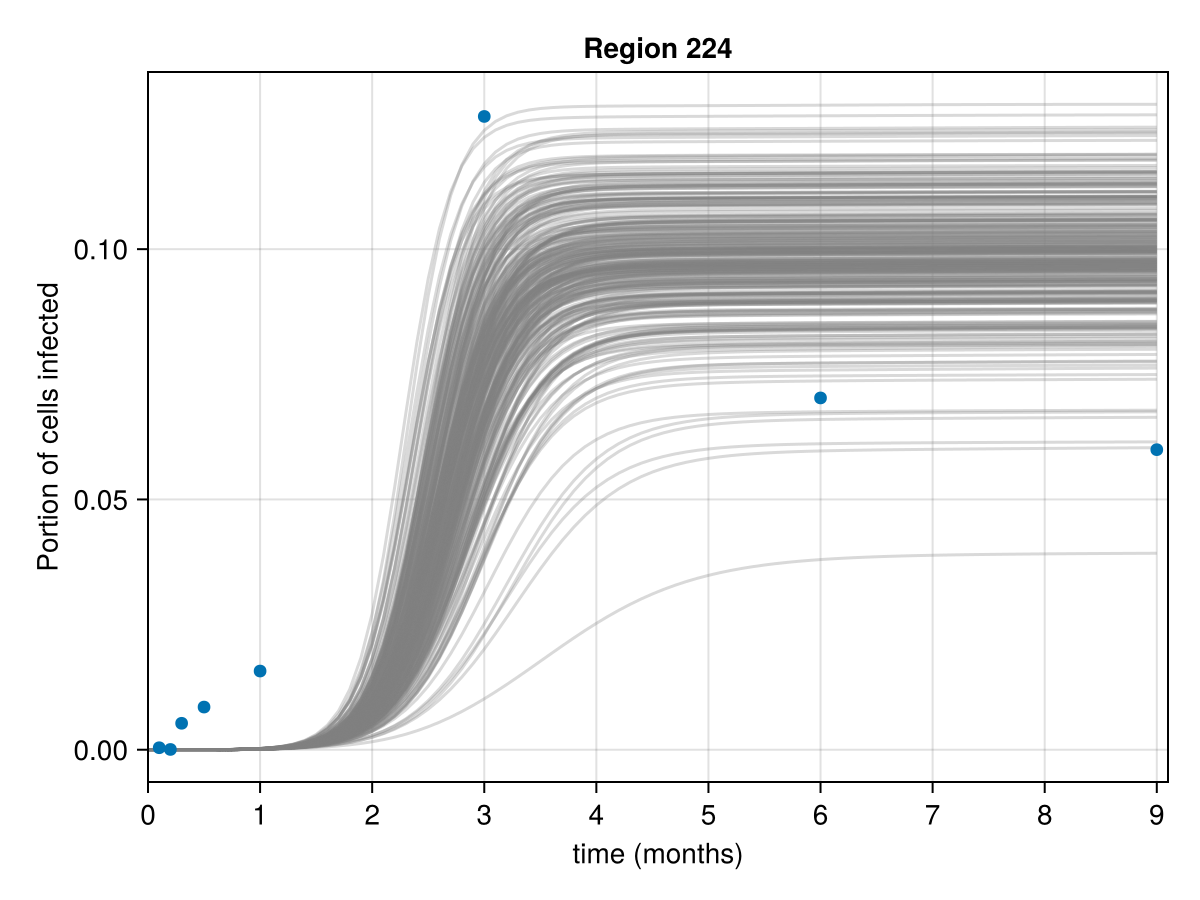 Region 224
Portion of cells infected
0.10
0.05
0.00
0 1 2 3 4 5 6 7 8 9
time (months)